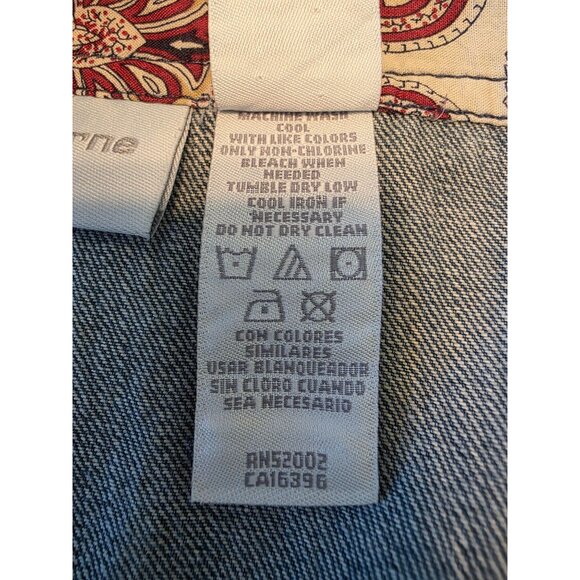 rne
MACHINE WASH
COOL
WITH LIKE COLORS
ONLY NON-CHLORINE
BLEACH WHEN
NEEDED
TUMBLE DRY LOW
COOL IRON IF
NECESSARY
DO NOT DRY CLEAN
CON COLORES
SIMILARES
USAR BLANQUEADOR
SIN CLORO CUANDO
SEA NECESARIO
RN52002
CA16396